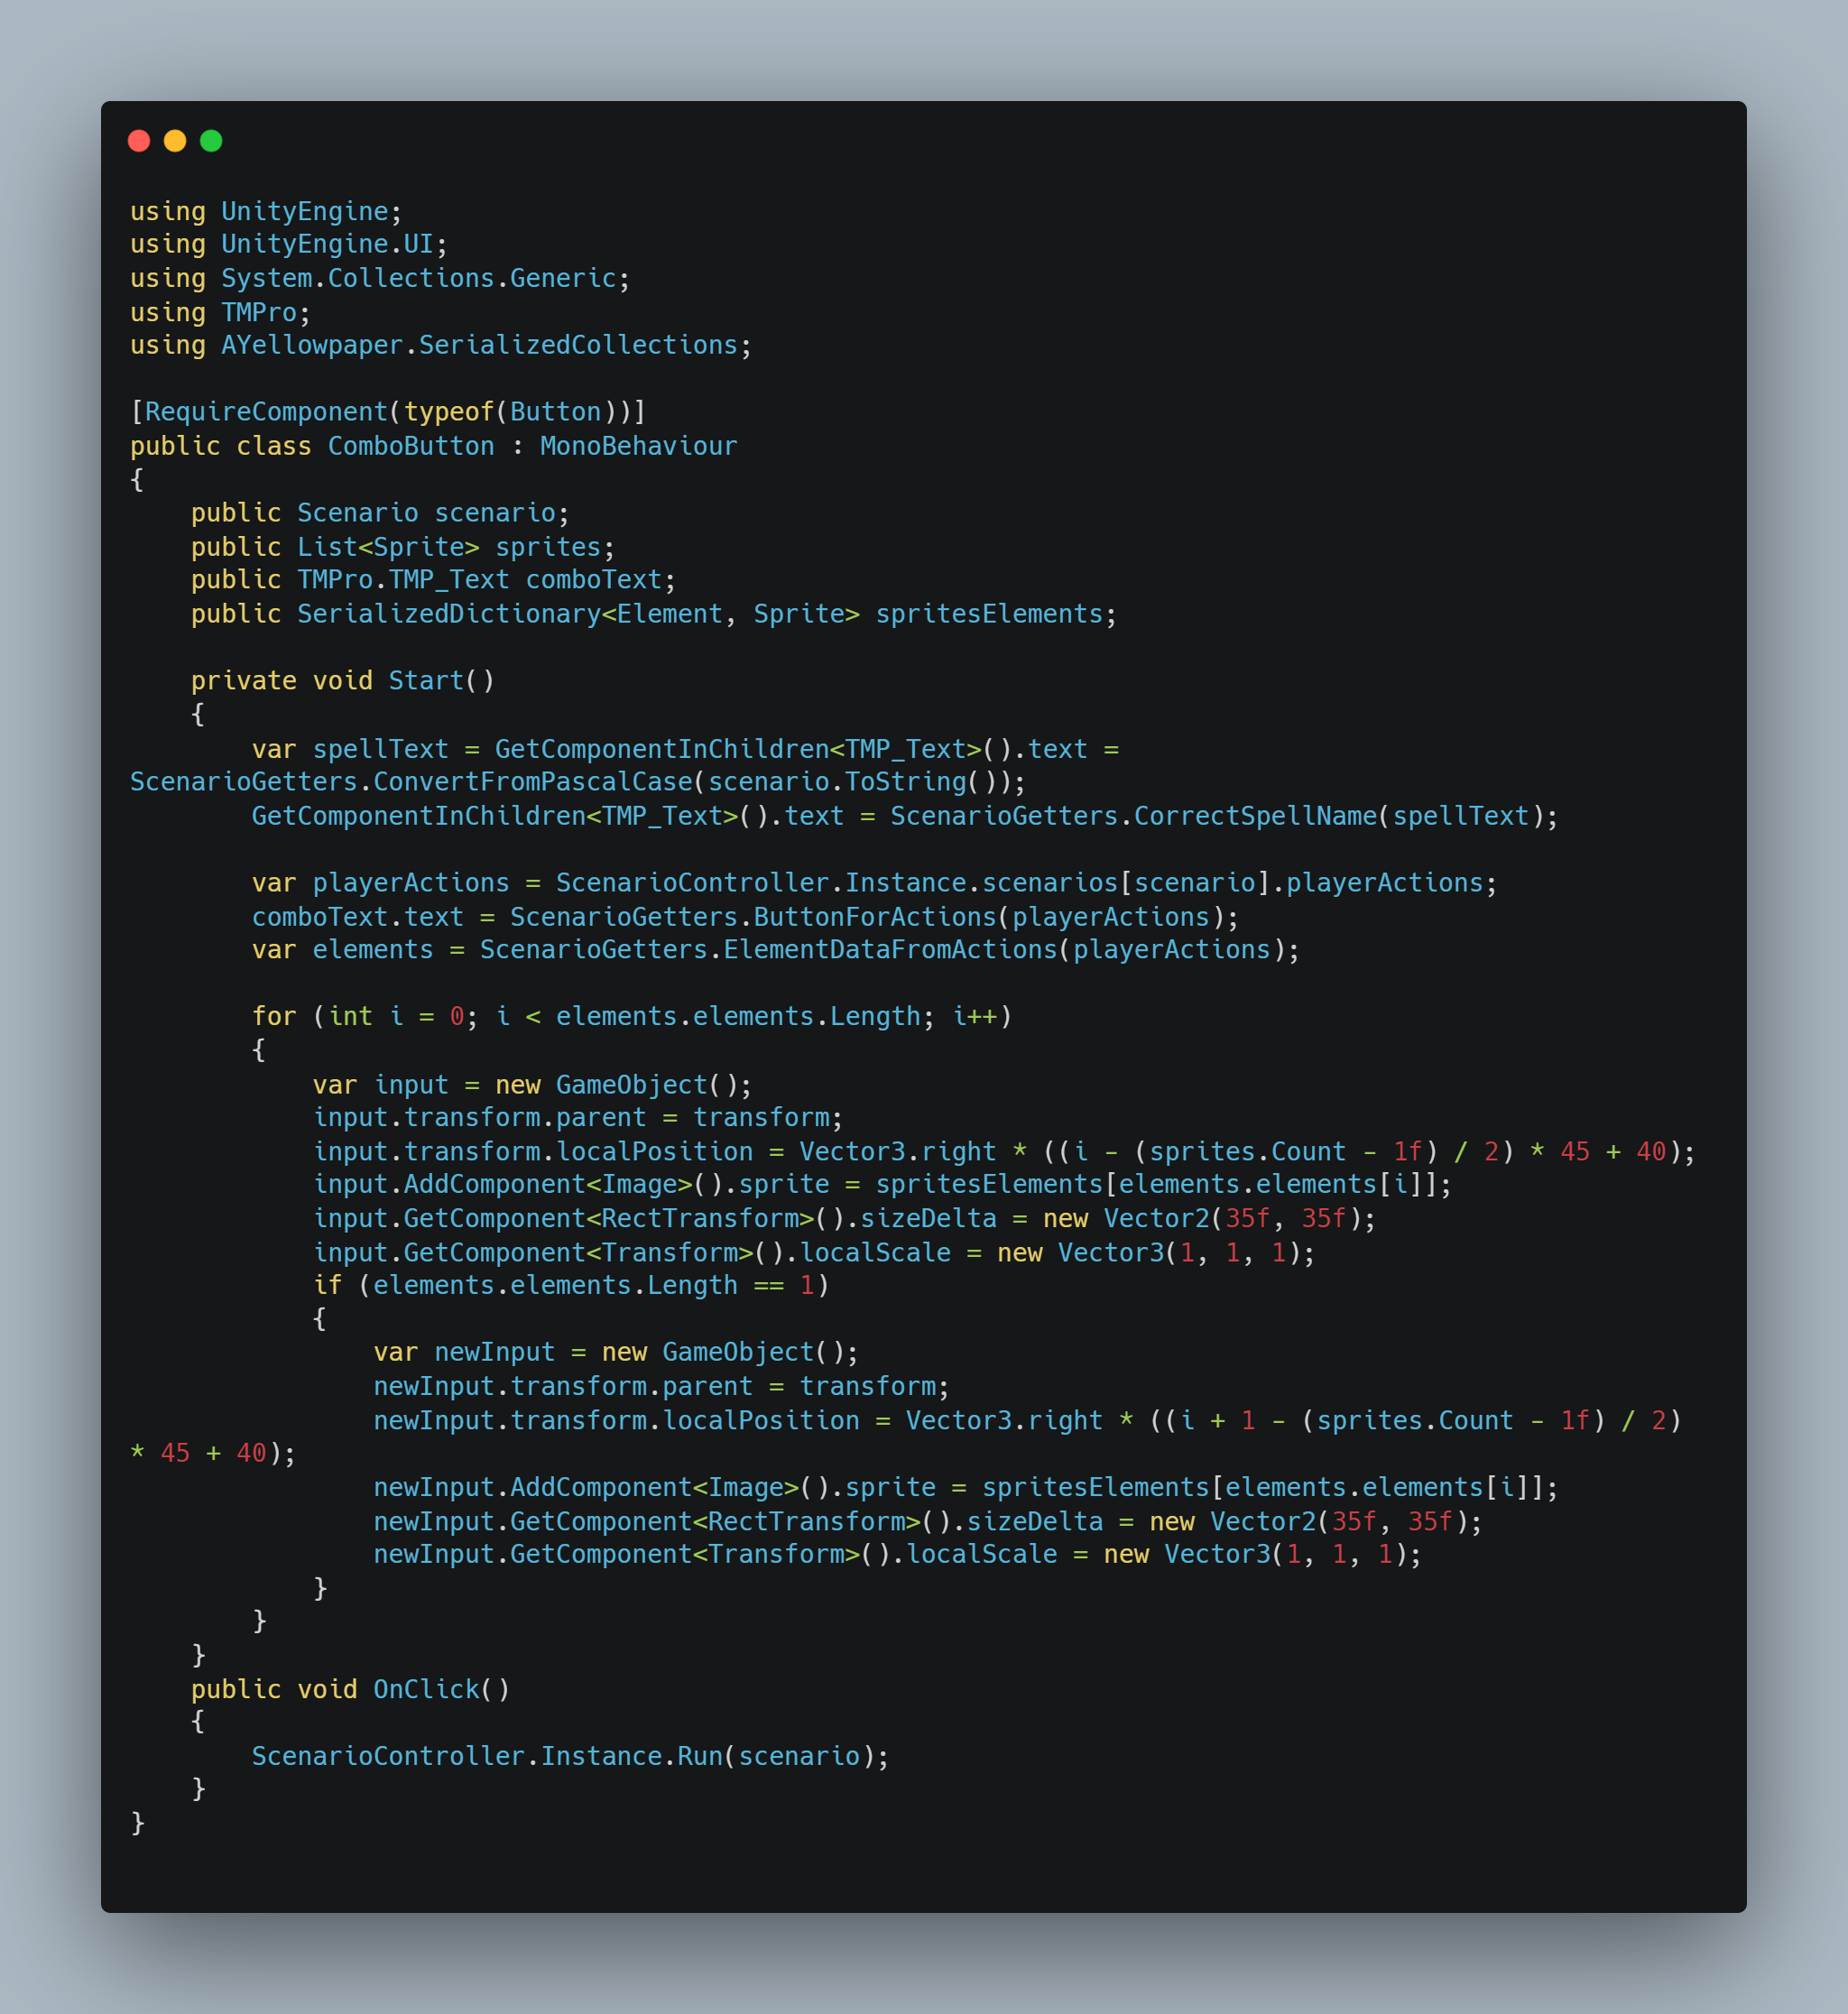 using UnityEngine;
using UnityEngine.UI;
using System.Collections.Generic;
using TMPro;
using AYellowpaper.SerializedCollections;

[RequireComponent(typeof(Button))]
public class ComboButton : MonoBehaviour
{
    public Scenario scenario;
    public List<Sprite> sprites;
    public TMPro.TMP_Text comboText;
    public SerializedDictionary<Element, Sprite> spritesElements;

    private void Start()
    {
        var spellText = GetComponentInChildren<TMP_Text>().text =
ScenarioGetters.ConvertFromPascalCase(scenario.ToString());
        GetComponentInChildren<TMP_Text>().text = ScenarioGetters.CorrectSpellName(spellText);

        var playerActions = ScenarioController.Instance.scenarios[scenario].playerActions;
        comboText.text = ScenarioGetters.ButtonForActions(playerActions);
        var elements = ScenarioGetters.ElementDataFromActions(playerActions);

        for (int i = 0; i < elements.elements.Length; i++)
        {
            var input = new GameObject();
            input.transform.parent = transform;
            input.transform.localPosition = Vector3.right * ((i - (sprites.Count - 1f) / 2) * 45 + 40);
            input.AddComponent<Image>().sprite = spritesElements[elements.elements[i]];
            input.GetComponent<RectTransform>().sizeDelta = new Vector2(35f, 35f);
            input.GetComponent<Transform>().localScale = new Vector3(1, 1, 1);
            if (elements.elements.Length == 1)
            {
                var newInput = new GameObject();
                newInput.transform.parent = transform;
                newInput.transform.localPosition = Vector3.right * ((i + 1 - (sprites.Count - 1f) / 2)
* 45 + 40);
                newInput.AddComponent<Image>().sprite = spritesElements[elements.elements[i]];
                newInput.GetComponent<RectTransform>().sizeDelta = new Vector2(35f, 35f);
                newInput.GetComponent<Transform>().localScale = new Vector3(1, 1, 1);
            }
        }
    }
    public void OnClick()
    {
        ScenarioController.Instance.Run(scenario);
    }
}